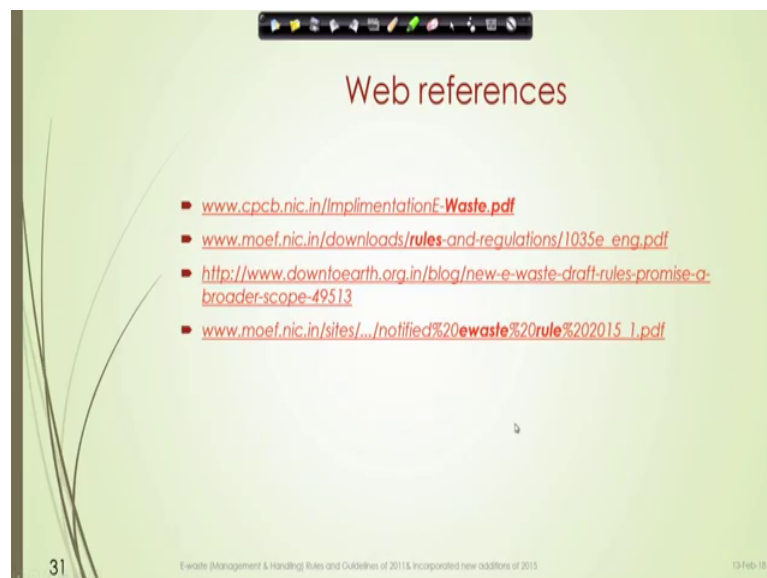 Web references
www.cpcb.nic.in/ImplimentationE-Waste.pdf
www.moef.nic.in/downloads/rules-and-regulations/1035e_eng.pdf
http://www.downtoearth.org.in/blog/new-e-waste-draft-rules-promise-a-
broader-scope-49513
www.moef.nic.in/sites/.../notified%20ewaste%20rule%202015_1.pdf
31
E-waste (Management & Handling) Rules and Guidelines of 2011& Incorporated new additions of 2015
13-Feb-18